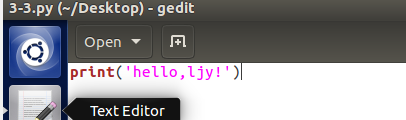 3-3.py (~/Desktop) - gedit
Open
print('hello,ljy!')
Text Editor